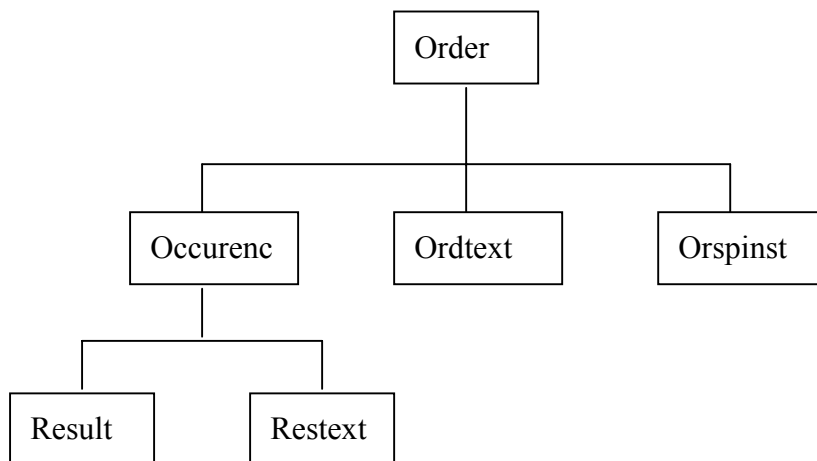 Order
Occurenc
Ordtext
Orspinst
Result
Restext